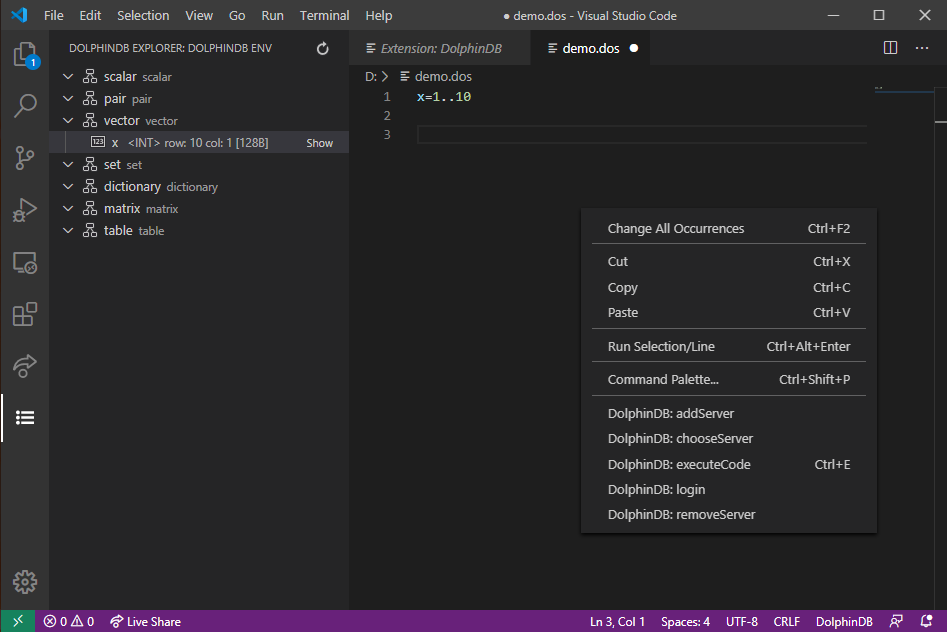 File Edit Selection View Go Run Terminal Help ● demo.dos - Visual Studio Code
DOLPHINDB EXPLORER: DOLPHINDB ENV
Extension: DolphinDB
demo.dos
1
scalar scalar
pair pair
vector vector
123 x <INT> row: 10 col: 1 [128B] Show
set set
dictionary dictionary
matrix matrix
table table
D: > demo.dos
1 x=1..10
2
3
Change All Occurrences Ctrl+F2
Cut Ctrl+X
Copy Ctrl+C
Paste Ctrl+V
Run Selection/Line Ctrl+Alt+Enter
Command Palette... Ctrl+Shift+P
DolphinDB: addServer
DolphinDB: chooseServer
DolphinDB: executeCode Ctrl+E
DolphinDB: login
DolphinDB: removeServer
0 0 Live Share Ln 3, Col 1 Spaces: 4 UTF-8 CRLF DolphinDB